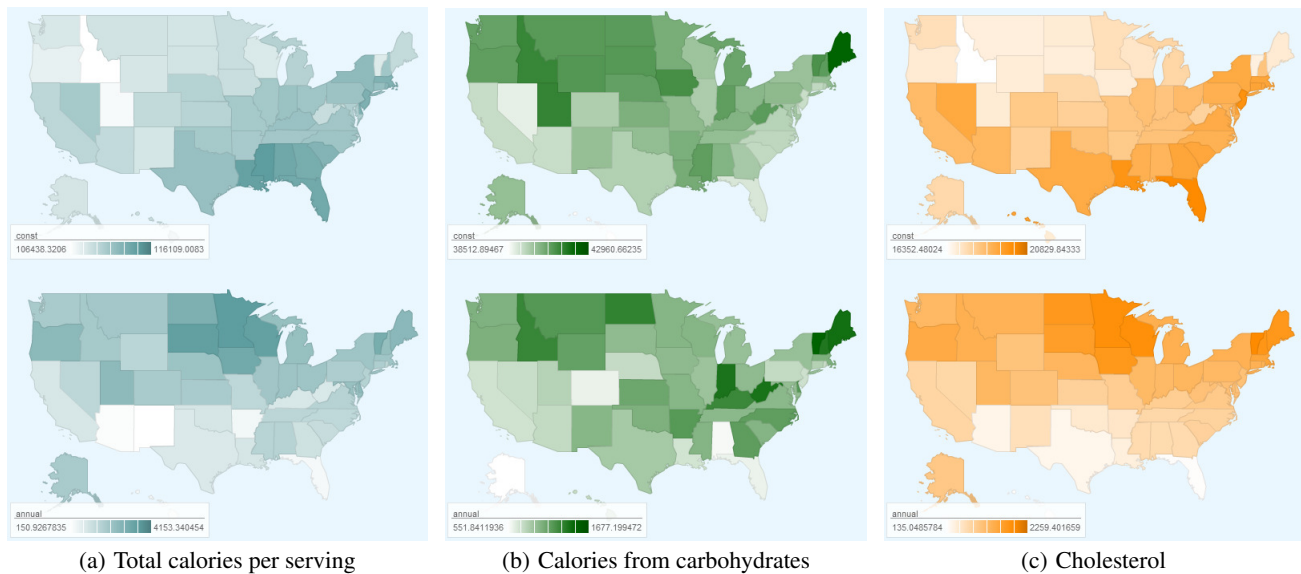 const
106438.3206 116109.0083
const
38512.89467 42960.66235
const
16352.48024 20829.84333
annual
150.9267835 4153.340454
annual
551.8411936 1677.199472
annual
135.0485784 2259.401659
(a) Total calories per serving
(b) Calories from carbohydrates
(c) Cholesterol